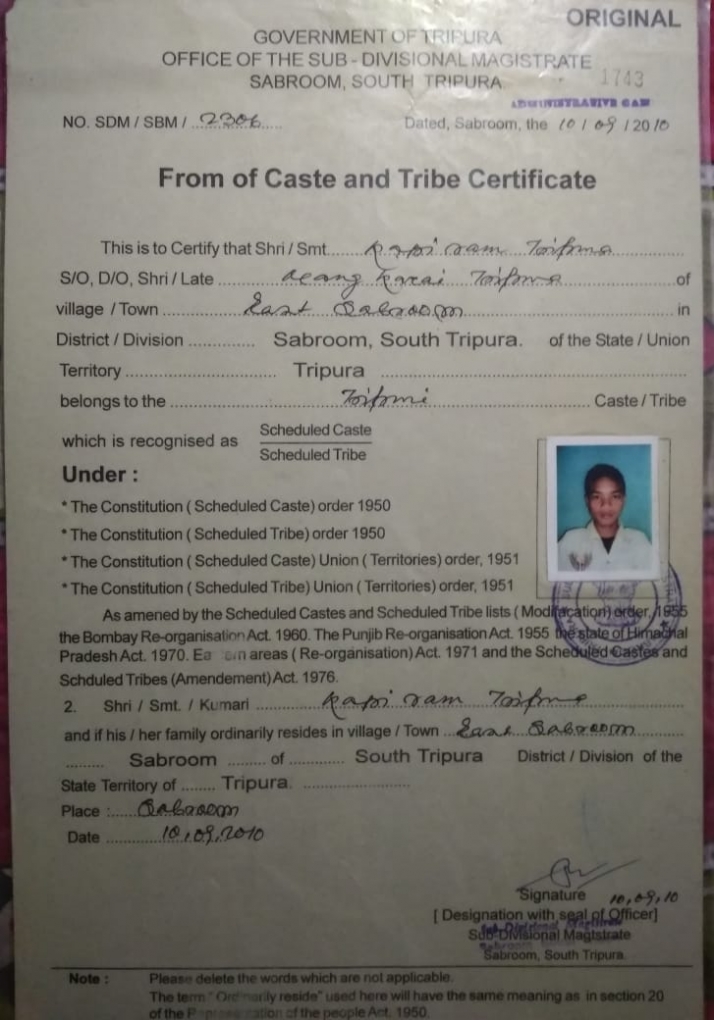 ORIGINAL
GOVERNMENT OF TRIPURA
OFFICE OF THE SUB - DIVISIONAL MAGISTRATE
SABROOM, SOUTH TRIPURA
1743
NO. SDM / SBM / 2306
Dated, Sabroom, the 10 / 09 / 2010
From of Caste and Tribe Certificate
This is to Certify that Shri / Smt. Kapi ram Tripura
S/O, D/O, Shri / Late Tripura of
village / Town East Sabroom in
District / Division Sabroom, South Tripura. of the State / Union
Territory Tripura
belongs to the Tripuri Caste / Tribe
which is recognised as Scheduled Caste
Scheduled Tribe
Under :
* The Constitution ( Scheduled Caste) order 1950
* The Constitution ( Scheduled Tribe) order 1950
* The Constitution ( Scheduled Caste) Union ( Territories) order, 1951
* The Constitution ( Scheduled Tribe) Union ( Territories) order, 1951
As amened by the Scheduled Castes and Scheduled Tribe lists ( Modifacation) order, 1955
the Bombay Re-organisation Act. 1960. The Punjib Re-organisation Act. 1955 the state of Himachal
Pradesh Act. 1970. areas ( Re-organisation) Act. 1971 and the Scheduled Castes and
Schduled Tribes (Amendement) Act. 1976.
2. Shri / Smt. / Kumari Kapi ram Tripura
and if his / her family ordinarily resides in village / Town East Sabroom
Sabroom of South Tripura District / Division of the
State Territory of Tripura.
Place : Sabroom
Date 10,09,2010
Signature 10,09,10
[ Designation with seal of Officer]
Sub-Divisional Magtstrate
Sabroom, South Tripura.
Note : Please delete the words which are not applicable.
The term " Ordinarily reside" used here will have the same meaning as in section 20
of the of the people Act. 1950.